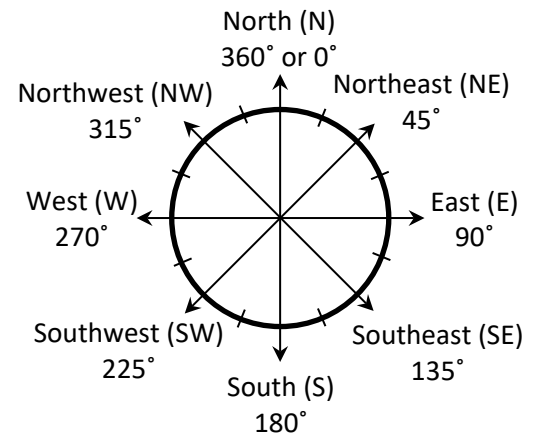 North (N)
360˚ or 0˚
Northeast (NE)
45˚
East (E)
90˚
Southeast (SE)
135˚
South (S)
180˚
Southwest (SW)
225˚
West (W)
270˚
Northwest (NW)
315˚